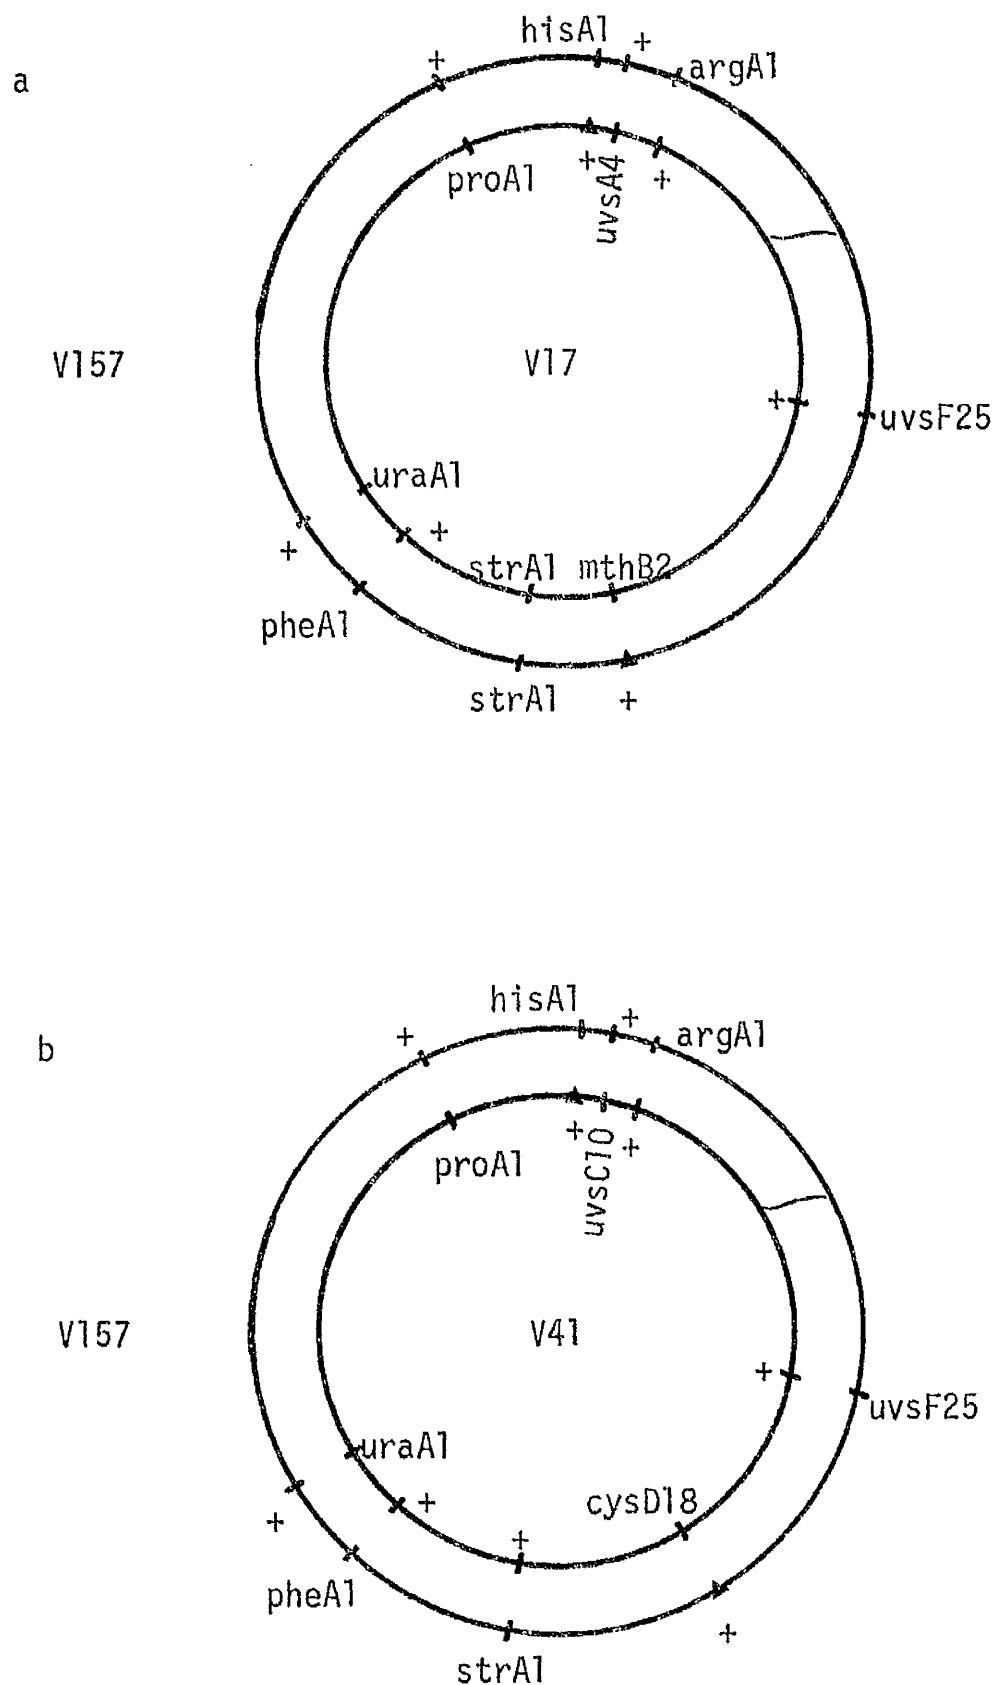 a
hisA1
+
+
argA1
proA1
+
uvsA4
+
V157
V17
+
uvsF25
uraA1
+
+
strA1
mthB2
pheA1
strA1
+
b
hisA1
+
+
argA1
proA1
+
uvsC10
+
V157
V41
+
uvsF25
uraA1
+
+
cysD18
+
pheA1
strA1
+